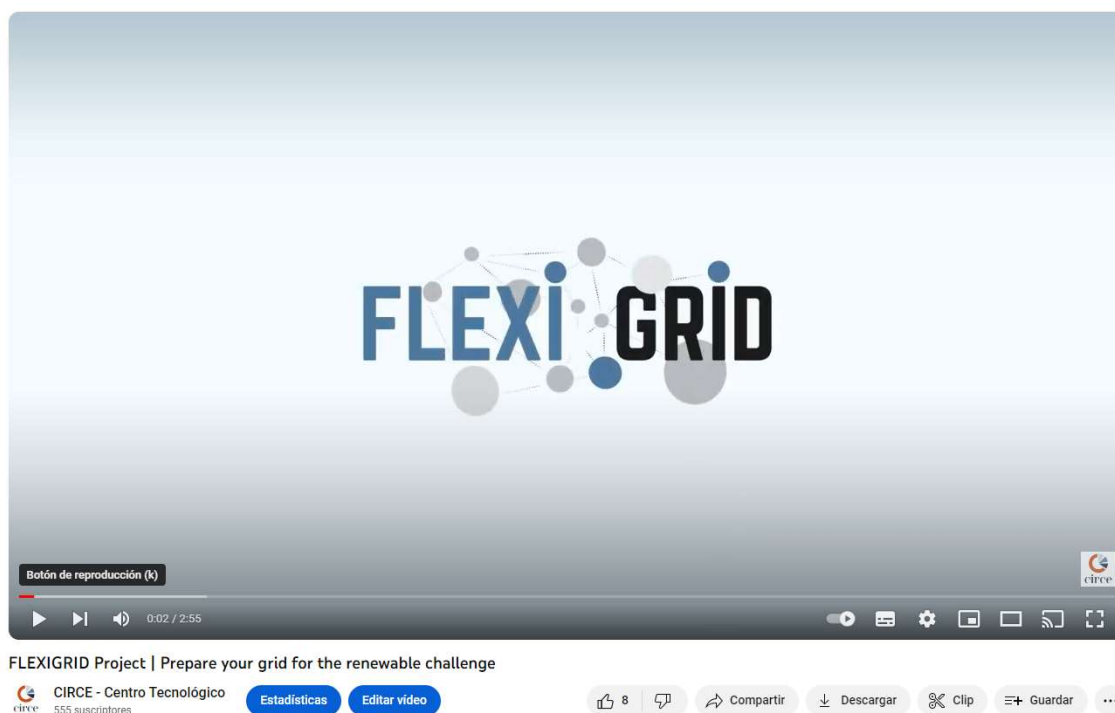 FLEXI GRID
circe
Botón de reproducción (k)
0:02 / 2:55
FLEXIGRID Project | Prepare your grid for the renewable challenge
circe
CIRCE - Centro Tecnológico
555 suscriptores
Estadísticas
Editar vídeo
8
Compartir
Descargar
Clip
Guardar